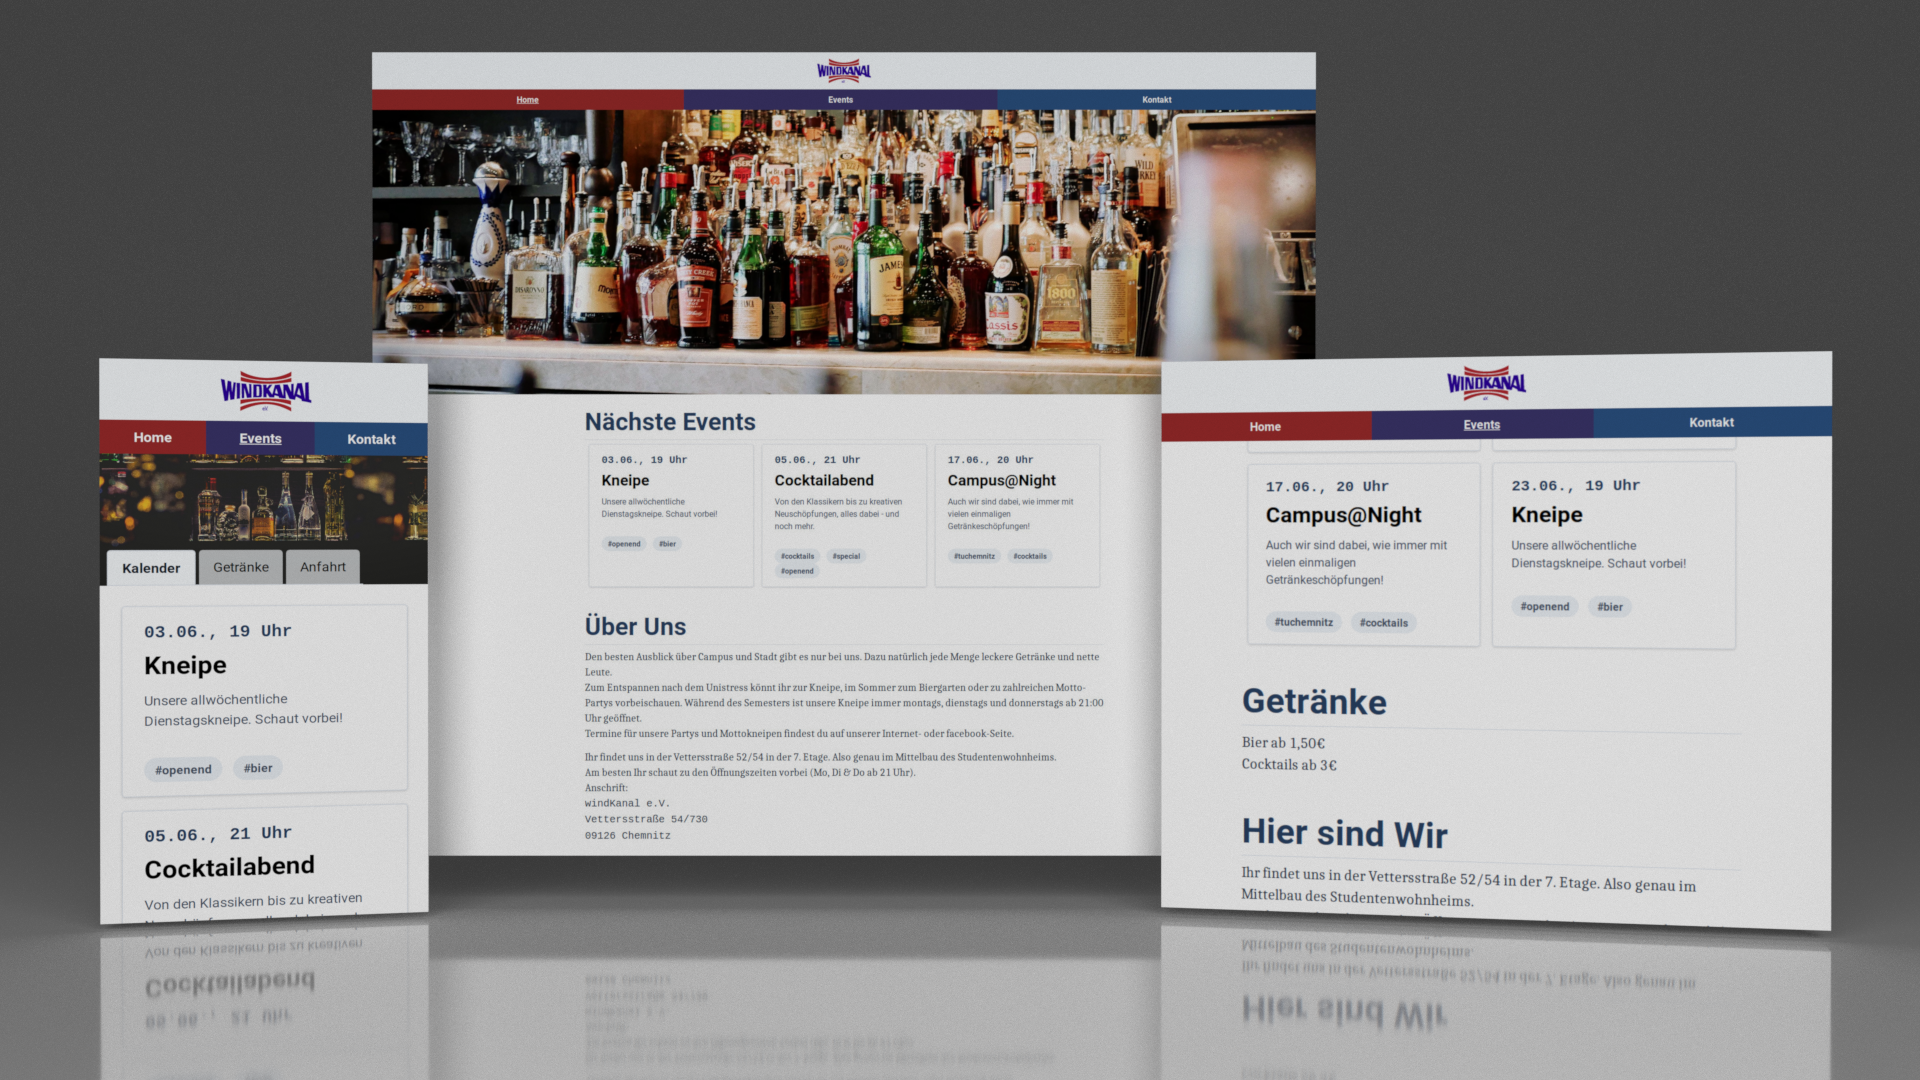 WINDKANAL
Home
Events
Kontakt
DISARONNO
JAMES
1800
Cassis
WILD
Nächste Events
03.06., 19 Uhr
Kneipe
Unsere allwöchentliche
Dienstagskneipe. Schaut vorbei!
#openend #bier
05.06., 21 Uhr
Cocktailabend
Von den Klassikern bis zu kreativen
Neuschöpfungen, alles dabei - und
noch mehr.
#cocktails #special
#openend
17.06., 20 Uhr
Campus@Night
Auch wir sind dabei, wie immer mit
vielen einmaligen
Getränkeschöpfungen!
#tuchemnitz #cocktails
Über Uns
Den besten Ausblick über Campus und Stadt gibt es nur bei uns. Dazu natürlich jede Menge leckere Getränke und nette
Leute.
Zum Entspannen nach dem Unistress könnt ihr zur Kneipe, im Sommer zum Biergarten oder zu zahlreichen Motto-
Partys vorbeischauen. Während des Semesters ist unsere Kneipe immer montags, dienstags und donnerstags ab 21:00
Uhr geöffnet.
Termine für unsere Partys und Mottokneipen findest du auf unserer Internet- oder facebook-Seite.
Ihr findet uns in der Vettersstraße 52/54 in der 7. Etage. Also genau im Mittelbau des Studentenwohnheims.
Am besten Ihr schaut zu den Öffnungszeiten vorbei (Mo, Di & Do ab 21 Uhr).
Anschrift:
windKanal e.V.
Vettersstraße 54/730
09126 Chemnitz
WINDKANAL
Home
Events
Kontakt
Kalender
Getränke
Anfahrt
03.06., 19 Uhr
Kneipe
Unsere allwöchentliche
Dienstagskneipe. Schaut vorbei!
#openend #bier
05.06., 21 Uhr
Cocktailabend
Von den Klassikern bis zu kreativen
WINDKANAL
Home
Events
Kontakt
17.06., 20 Uhr
Campus@Night
Auch wir sind dabei, wie immer mit
vielen einmaligen
Getränkeschöpfungen!
#tuchemnitz #cocktails
23.06., 19 Uhr
Kneipe
Unsere allwöchentliche
Dienstagskneipe. Schaut vorbei!
#openend #bier
Getränke
Bier ab 1,50€
Cocktails ab 3€
Hier sind Wir
Ihr findet uns in der Vettersstraße 52/54 in der 7. Etage. Also genau im
Mittelbau des Studentenwohnheims.